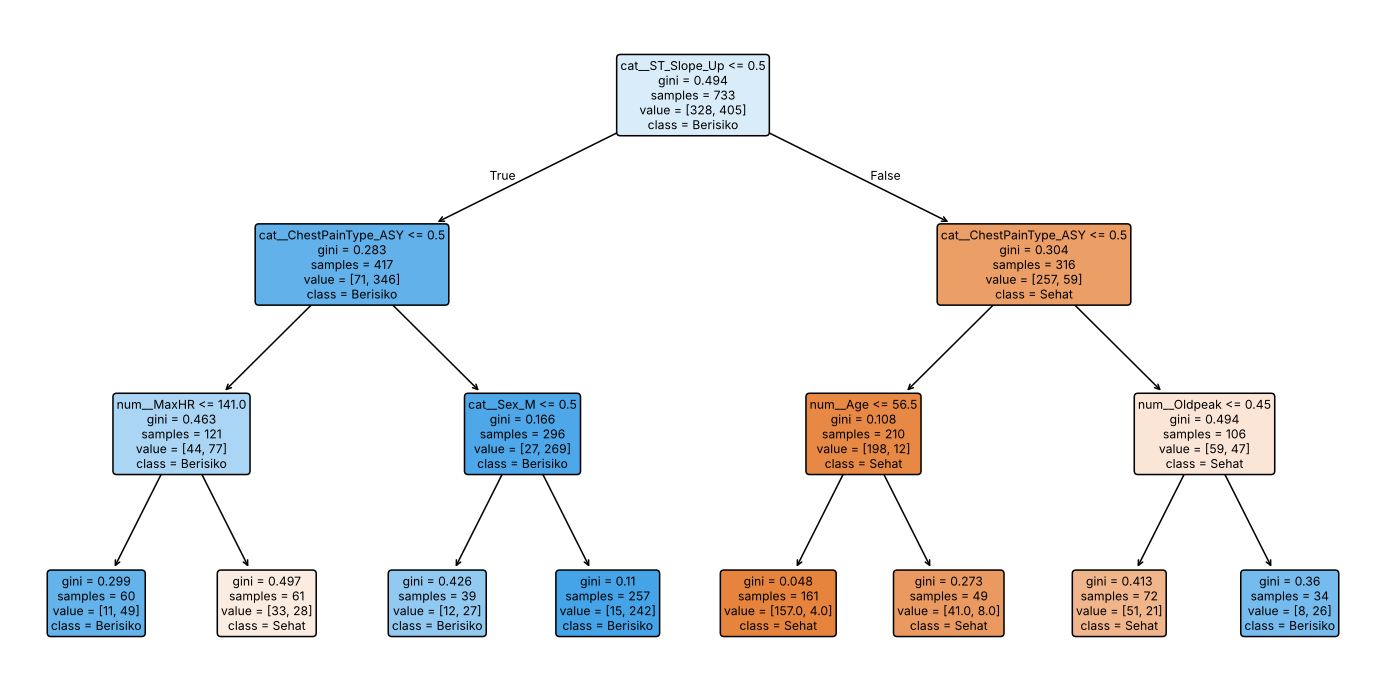 cat__ST_Slope_Up <= 0.5
gini = 0.494
samples = 733
value = [328, 405]
class = Berisiko
True
False
cat__ChestPainType_ASY <= 0.5
gini = 0.283
samples = 417
value = [71, 346]
class = Berisiko
cat__ChestPainType_ASY <= 0.5
gini = 0.304
samples = 316
value = [257, 59]
class = Sehat
num__MaxHR <= 141.0
gini = 0.463
samples = 121
value = [44, 77]
class = Berisiko
cat__Sex_M <= 0.5
gini = 0.166
samples = 296
value = [27, 269]
class = Berisiko
num__Age <= 56.5
gini = 0.108
samples = 210
value = [198, 12]
class = Sehat
num__Oldpeak <= 0.45
gini = 0.494
samples = 106
value = [59, 47]
class = Sehat
gini = 0.299
samples = 60
value = [11, 49]
class = Berisiko
gini = 0.497
samples = 61
value = [33, 28]
class = Sehat
gini = 0.426
samples = 39
value = [12, 27]
class = Berisiko
gini = 0.11
samples = 257
value = [15, 242]
class = Berisiko
gini = 0.048
samples = 161
value = [157.0, 4.0]
class = Sehat
gini = 0.273
samples = 49
value = [41.0, 8.0]
class = Sehat
gini = 0.413
samples = 72
value = [51, 21]
class = Sehat
gini = 0.36
samples = 34
value = [8, 26]
class = Berisiko